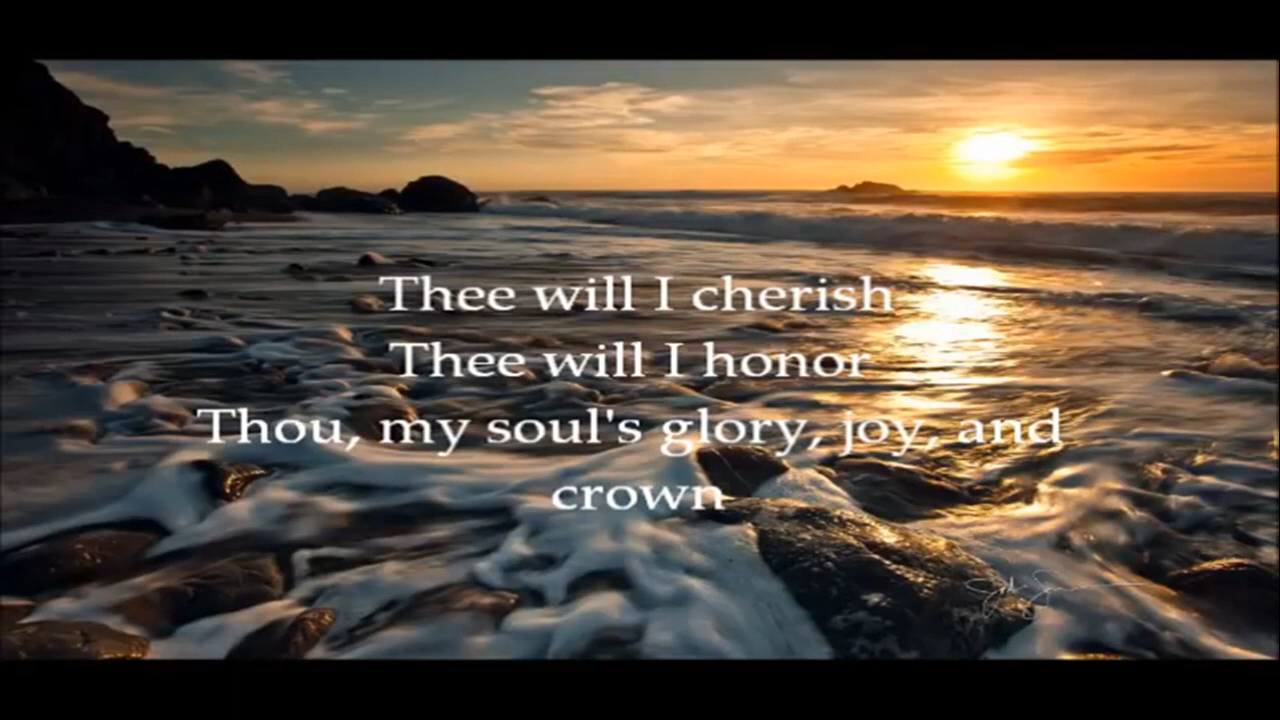 Thee will I cherish
Thee will I honor
Thou, my soul's glory, joy, and
crown